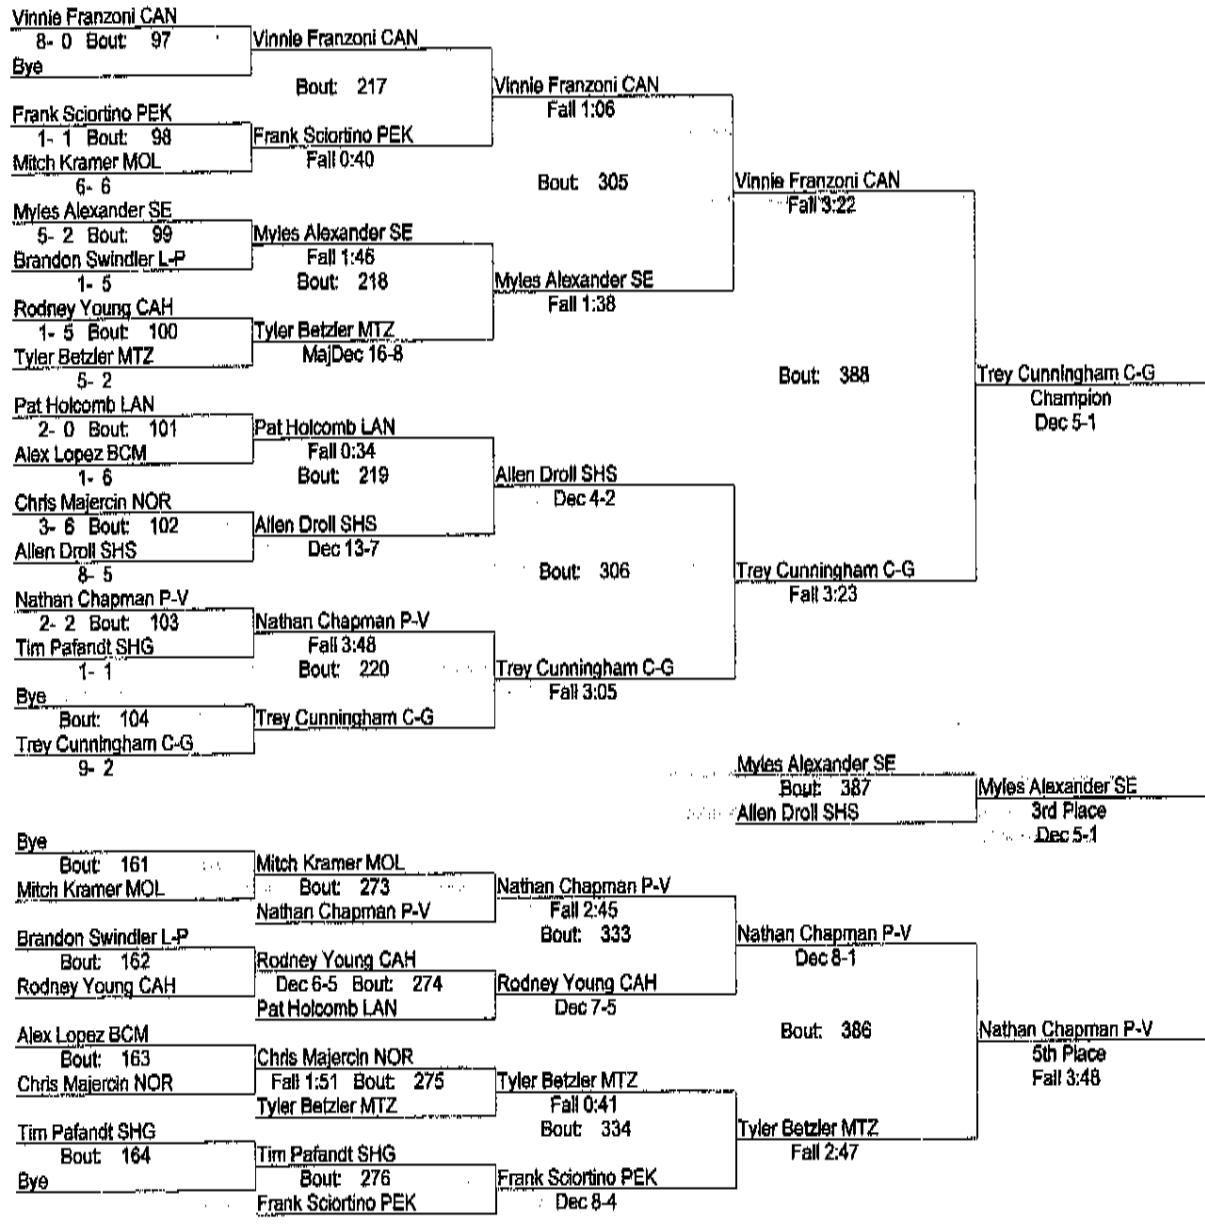 Vinnie Franzoni CAN
8- 0 Bout: 97
Bye
Vinnie Franzoni CAN
Bout: 217
Frank Sciortino PEK
1- 1 Bout: 98
Mitch Kramer MOL
6- 6
Frank Sciortino PEK
Fall 0:40
Vinnie Franzoni CAN
Fall 1:06
Bout: 305
Myles Alexander SE
5- 2 Bout: 99
Brandon Swindler L-P
1- 5
Myles Alexander SE
Fall 1:46
Bout: 218
Rodney Young CAH
1- 5 Bout: 100
Tyler Betzler MTZ
5- 2
Tyler Betzler MTZ
MajDec 16-8
Myles Alexander SE
Fall 1:38
Vinnie Franzoni CAN
Fall 3:22
Bout: 388
Pat Holcomb LAN
2- 0 Bout: 101
Alex Lopez BCM
1- 6
Pat Holcomb LAN
Fall 0:34
Bout: 219
Chris Majercin NOR
3- 6 Bout: 102
Allen Droll SHS
8- 5
Allen Droll SHS
Dec 13-7
Allen Droll SHS
Dec 4-2
Bout: 306
Nathan Chapman P-V
2- 2 Bout: 103
Tim Pafandt SHG
1- 1
Nathan Chapman P-V
Fall 3:48
Bout: 220
Bye
Bout: 104
Trey Cunningham C-G
9- 2
Trey Cunningham C-G
Trey Cunningham C-G
Fall 3:05
Trey Cunningham C-G
Fall 3:23
Trey Cunningham C-G
Champion
Dec 5-1
Myles Alexander SE
Bout: 387
Allen Droll SHS
Myles Alexander SE
3rd Place
Dec 5-1
Bye
Bout: 161
Mitch Kramer MOL
Mitch Kramer MOL
Bout: 273
Nathan Chapman P-V
Nathan Chapman P-V
Fall 2:45
Bout: 333
Brandon Swindler L-P
Bout: 162
Rodney Young CAH
Rodney Young CAH
Dec 6-5 Bout: 274
Pat Holcomb LAN
Rodney Young CAH
Dec 7-5
Nathan Chapman P-V
Dec 8-1
Bout: 386
Alex Lopez BCM
Bout: 163
Chris Majercin NOR
Chris Majercin NOR
Fall 1:51 Bout: 275
Tyler Betzler MTZ
Tyler Betzler MTZ
Fall 0:41
Bout: 334
Tim Pafandt SHG
Bout: 164
Bye
Tim Pafandt SHG
Bout: 276
Frank Sciortino PEK
Frank Sciortino PEK
Dec 8-4
Tyler Betzler MTZ
Fall 2:47
Nathan Chapman P-V
5th Place
Fall 3:48